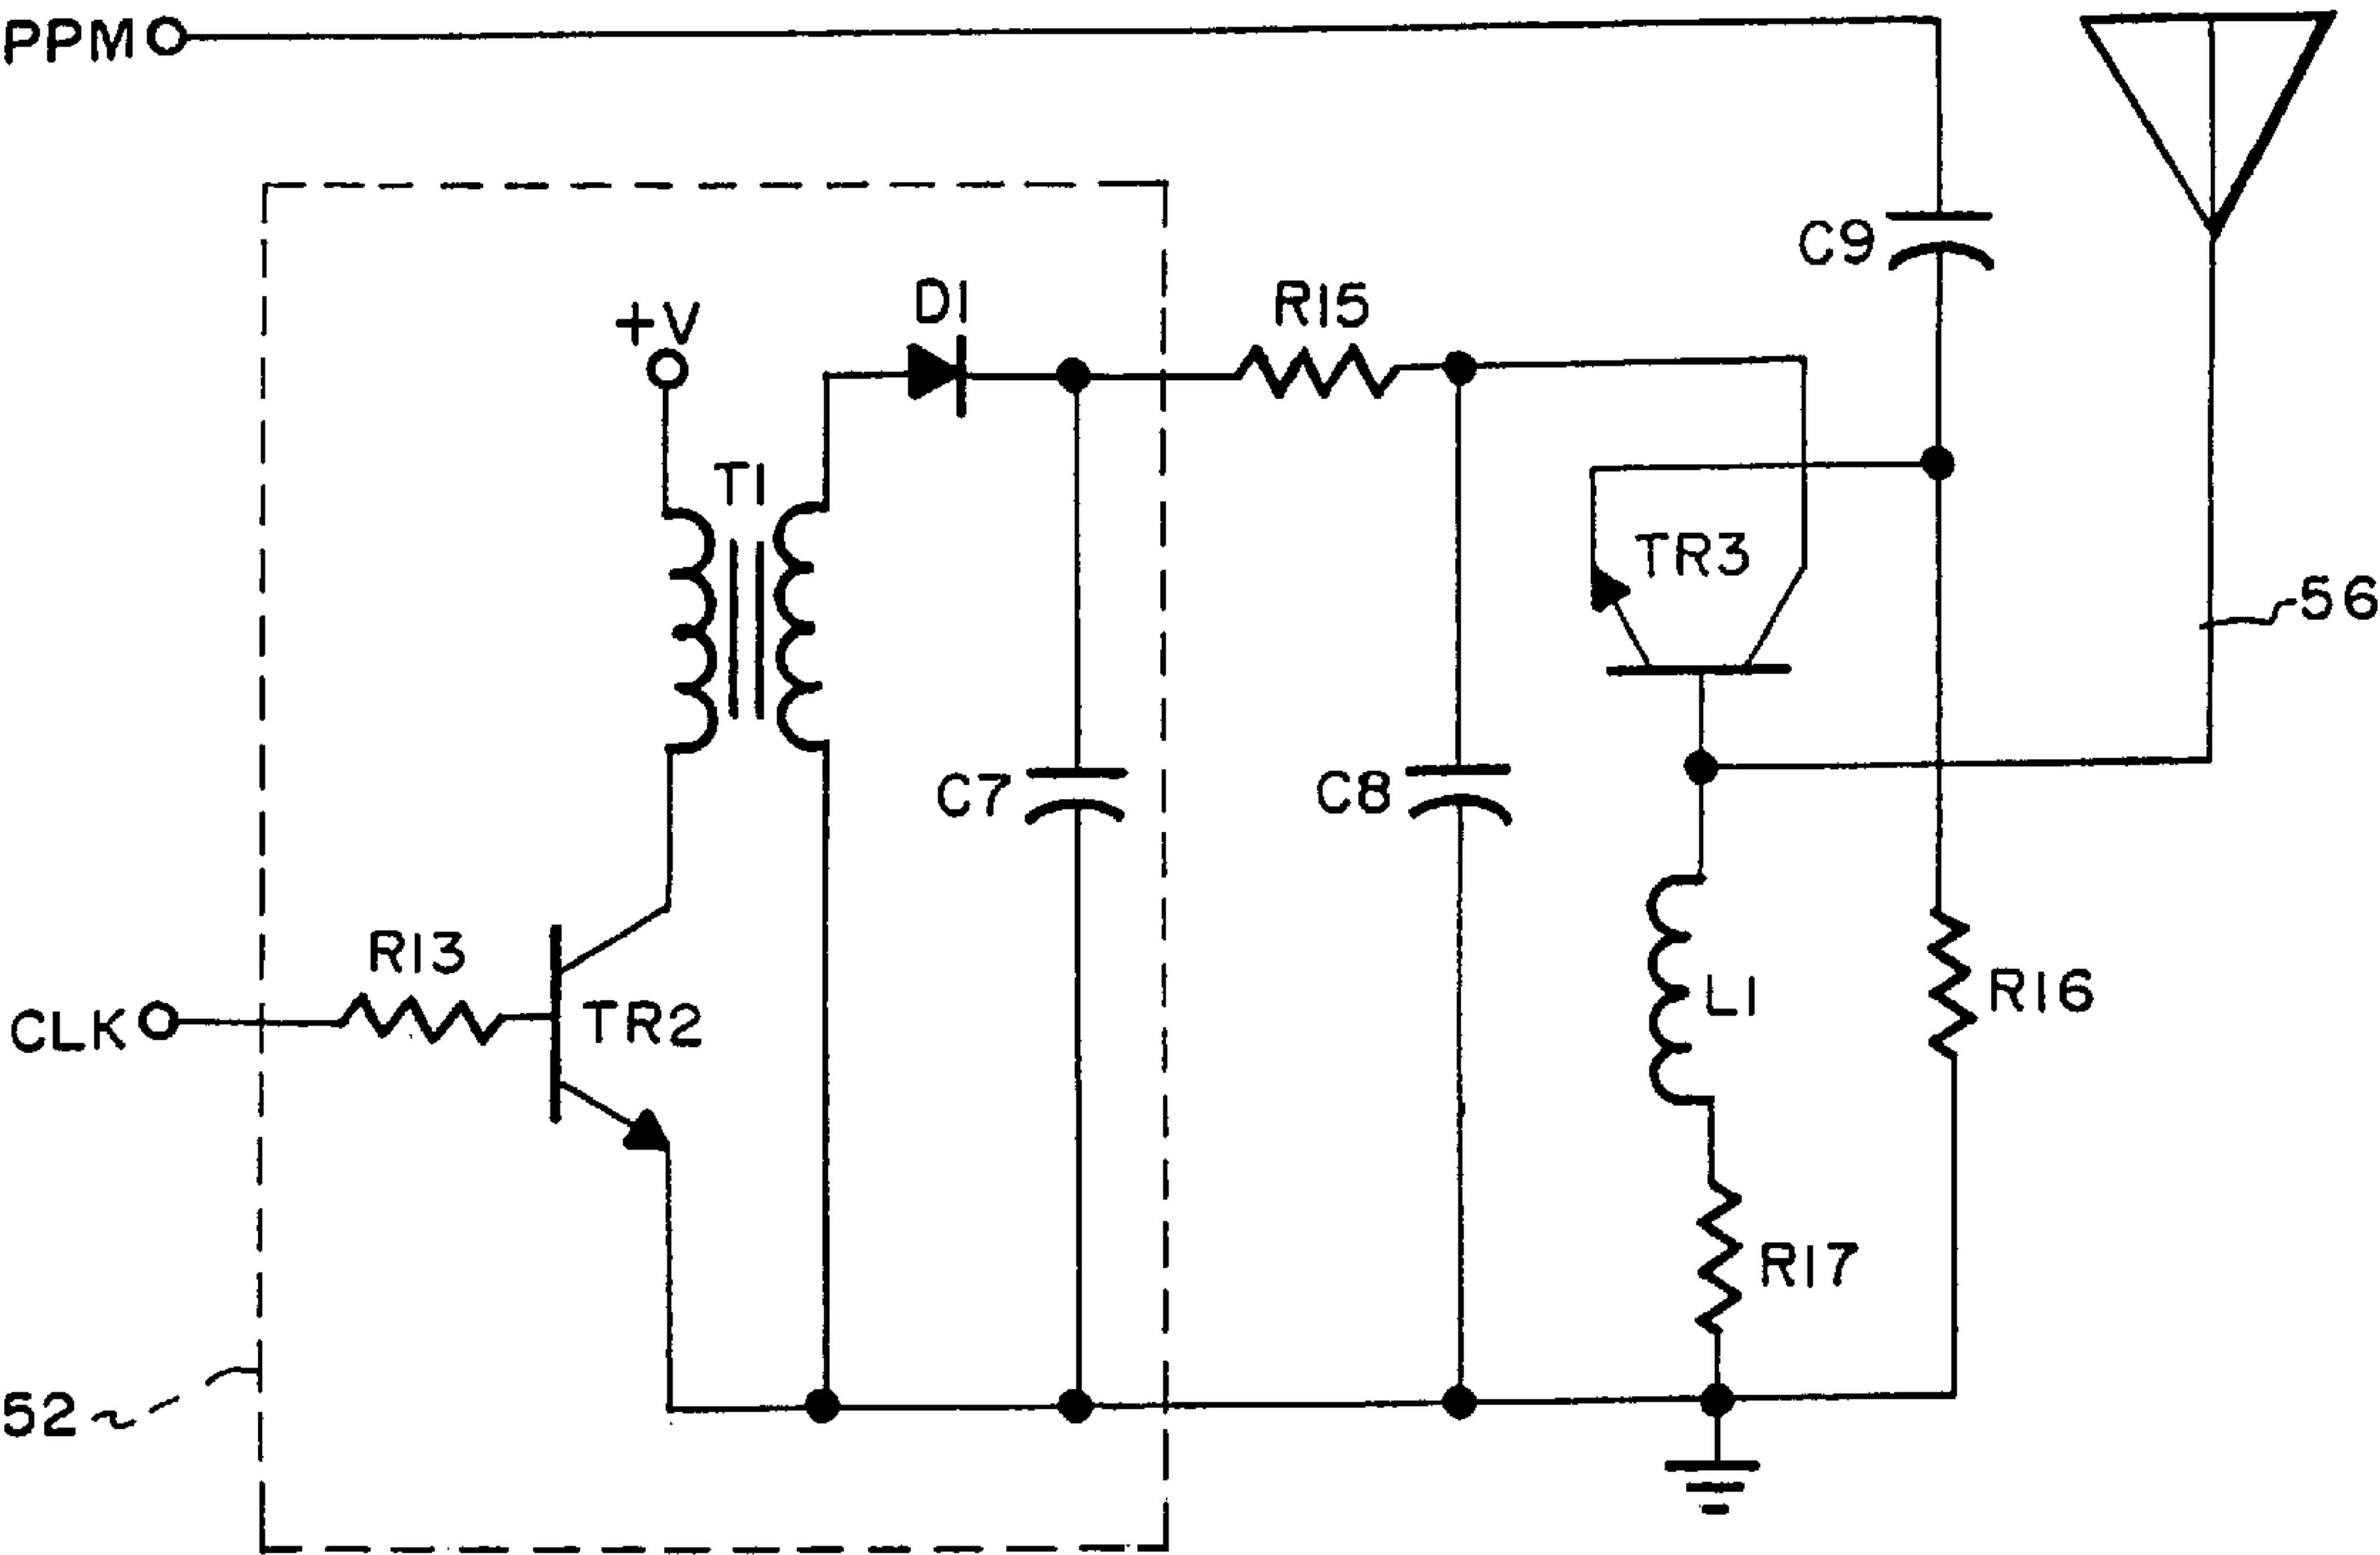 PPM
C9
D1
R15
+V
T1
TR3
56
C7
C8
R13
L1
R16
CLK
TR2
R17
52